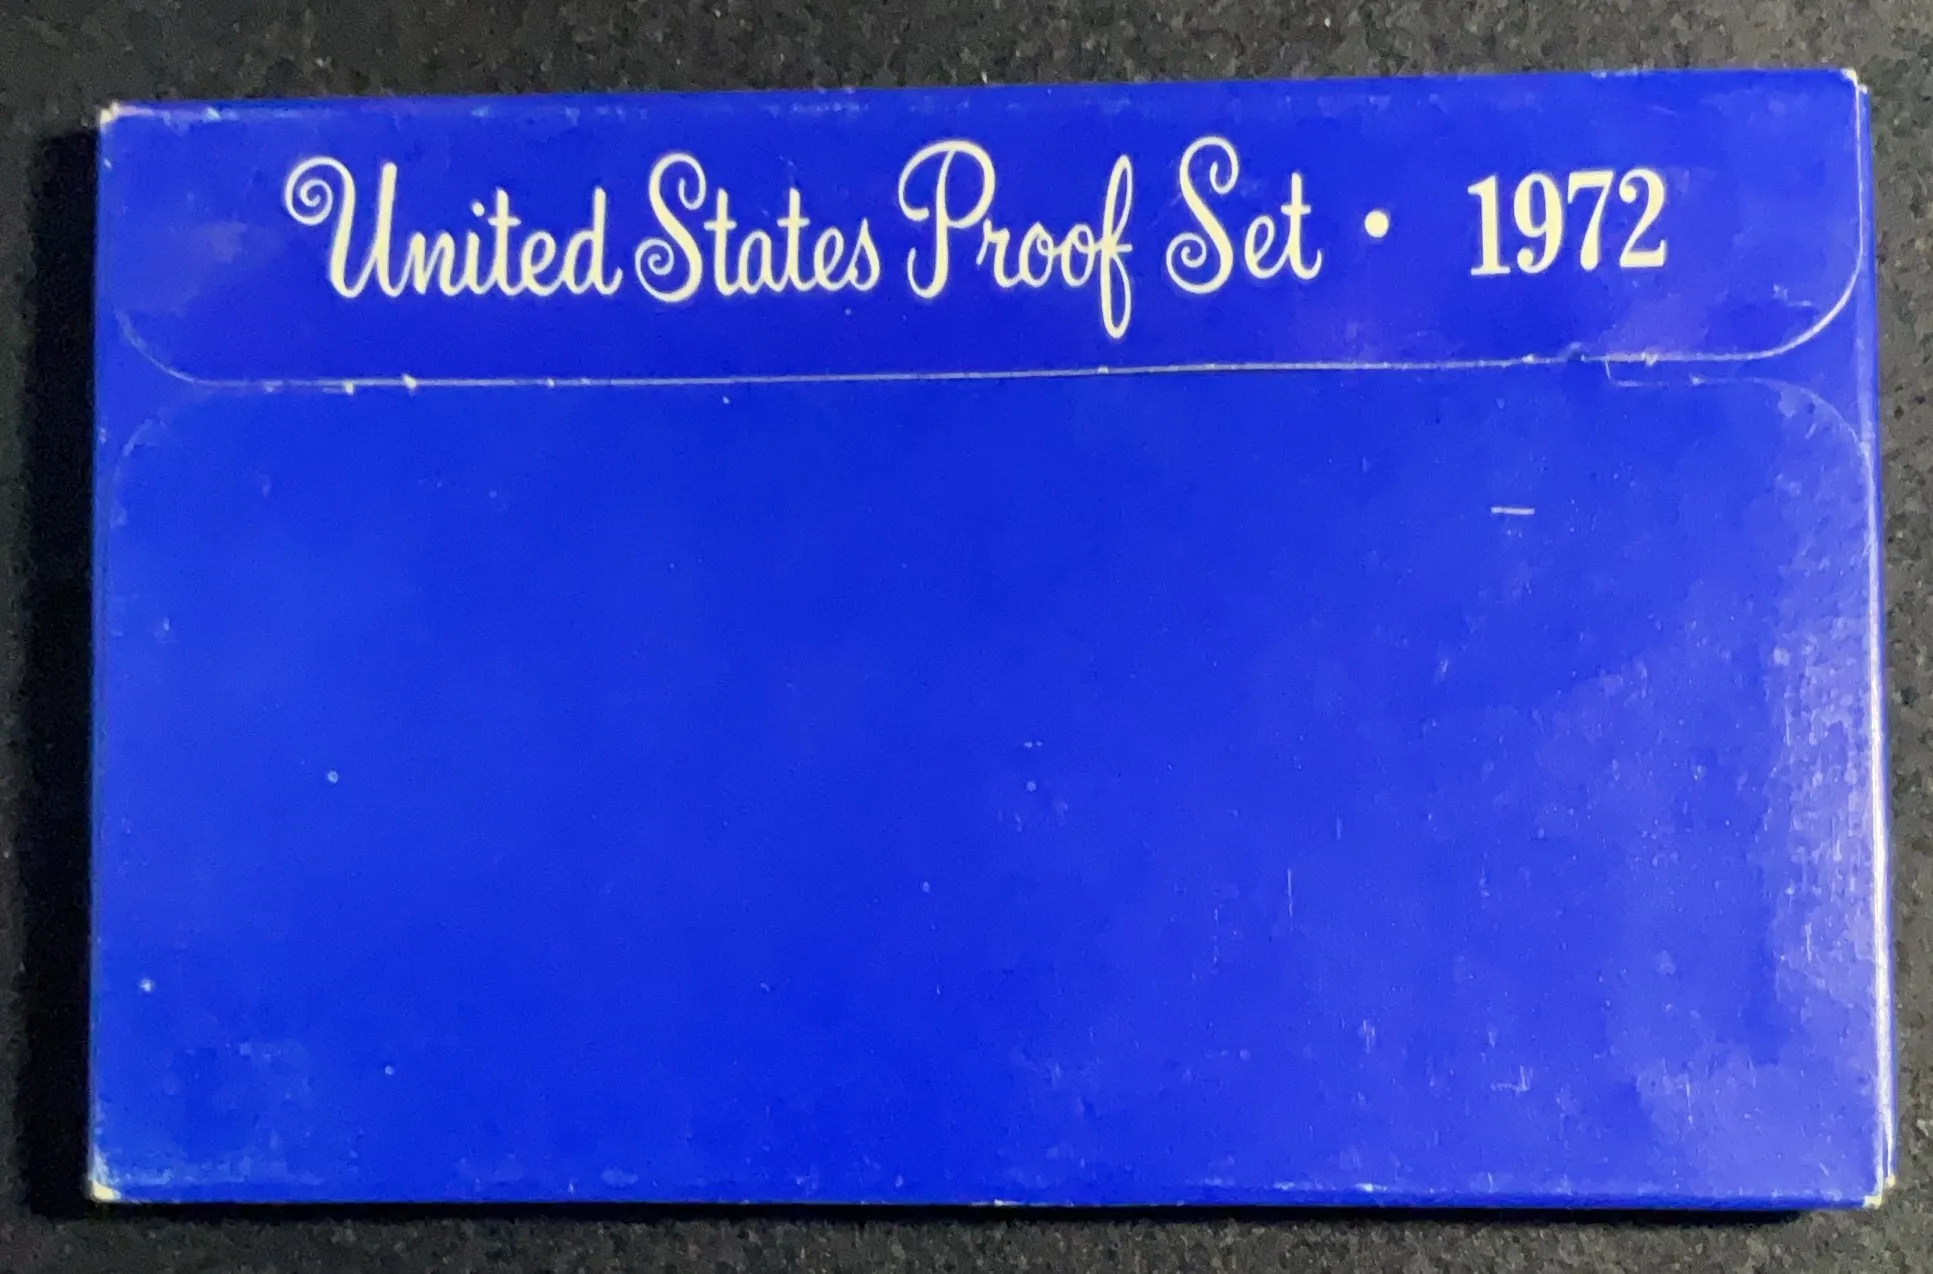 United States Proof Set • 1972